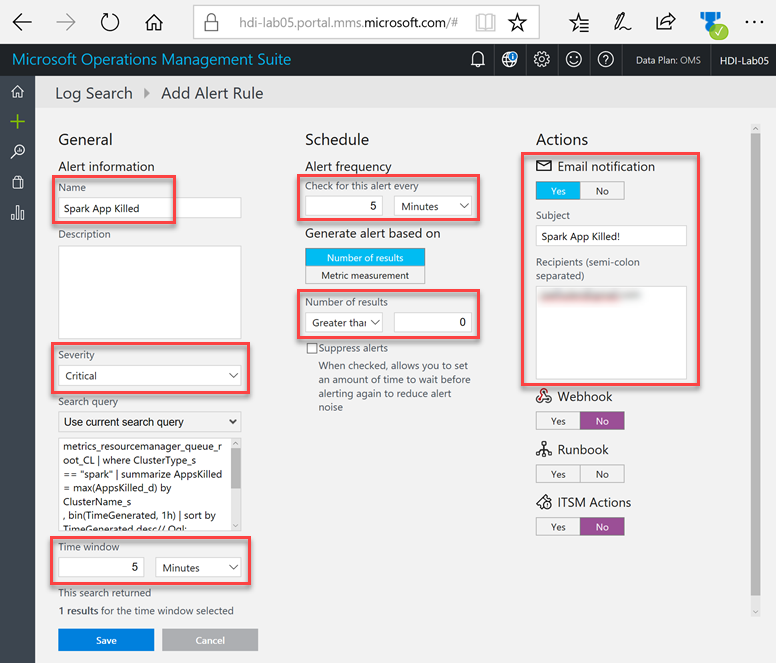 hdi-lab05.portal.mms.microsoft.com/#
Microsoft Operations Management Suite
Data Plan: OMS
HDI-Lab05
Log Search
Add Alert Rule
General
Alert information
Name
Spark App Killed
Description
Severity
Critical
Search query
Use current search query
metrics_resourcemanager_queue_r
oot_CL | where ClusterType_s
== "spark" | summarize AppsKilled
= max(AppsKilled_d) by
ClusterName_s
, bin(TimeGenerated, 1h) | sort by
TimeGenerated desc// Oql:
Time window
5
Minutes
This search returned
1 results for the time window selected
Save
Cancel
Schedule
Alert frequency
Check for this alert every
5
Minutes
Generate alert based on
Number of results
Metric measurement
Number of results
Greater than
0
Suppress alerts
When checked, allows you to set
an amount of time to wait before
alerting again to reduce alert
noise
Actions
Email notification
Yes
No
Subject
Spark App Killed!
Recipients (semi-colon
separated)
Webhook
Yes
No
Runbook
Yes
No
ITSM Actions
Yes
No